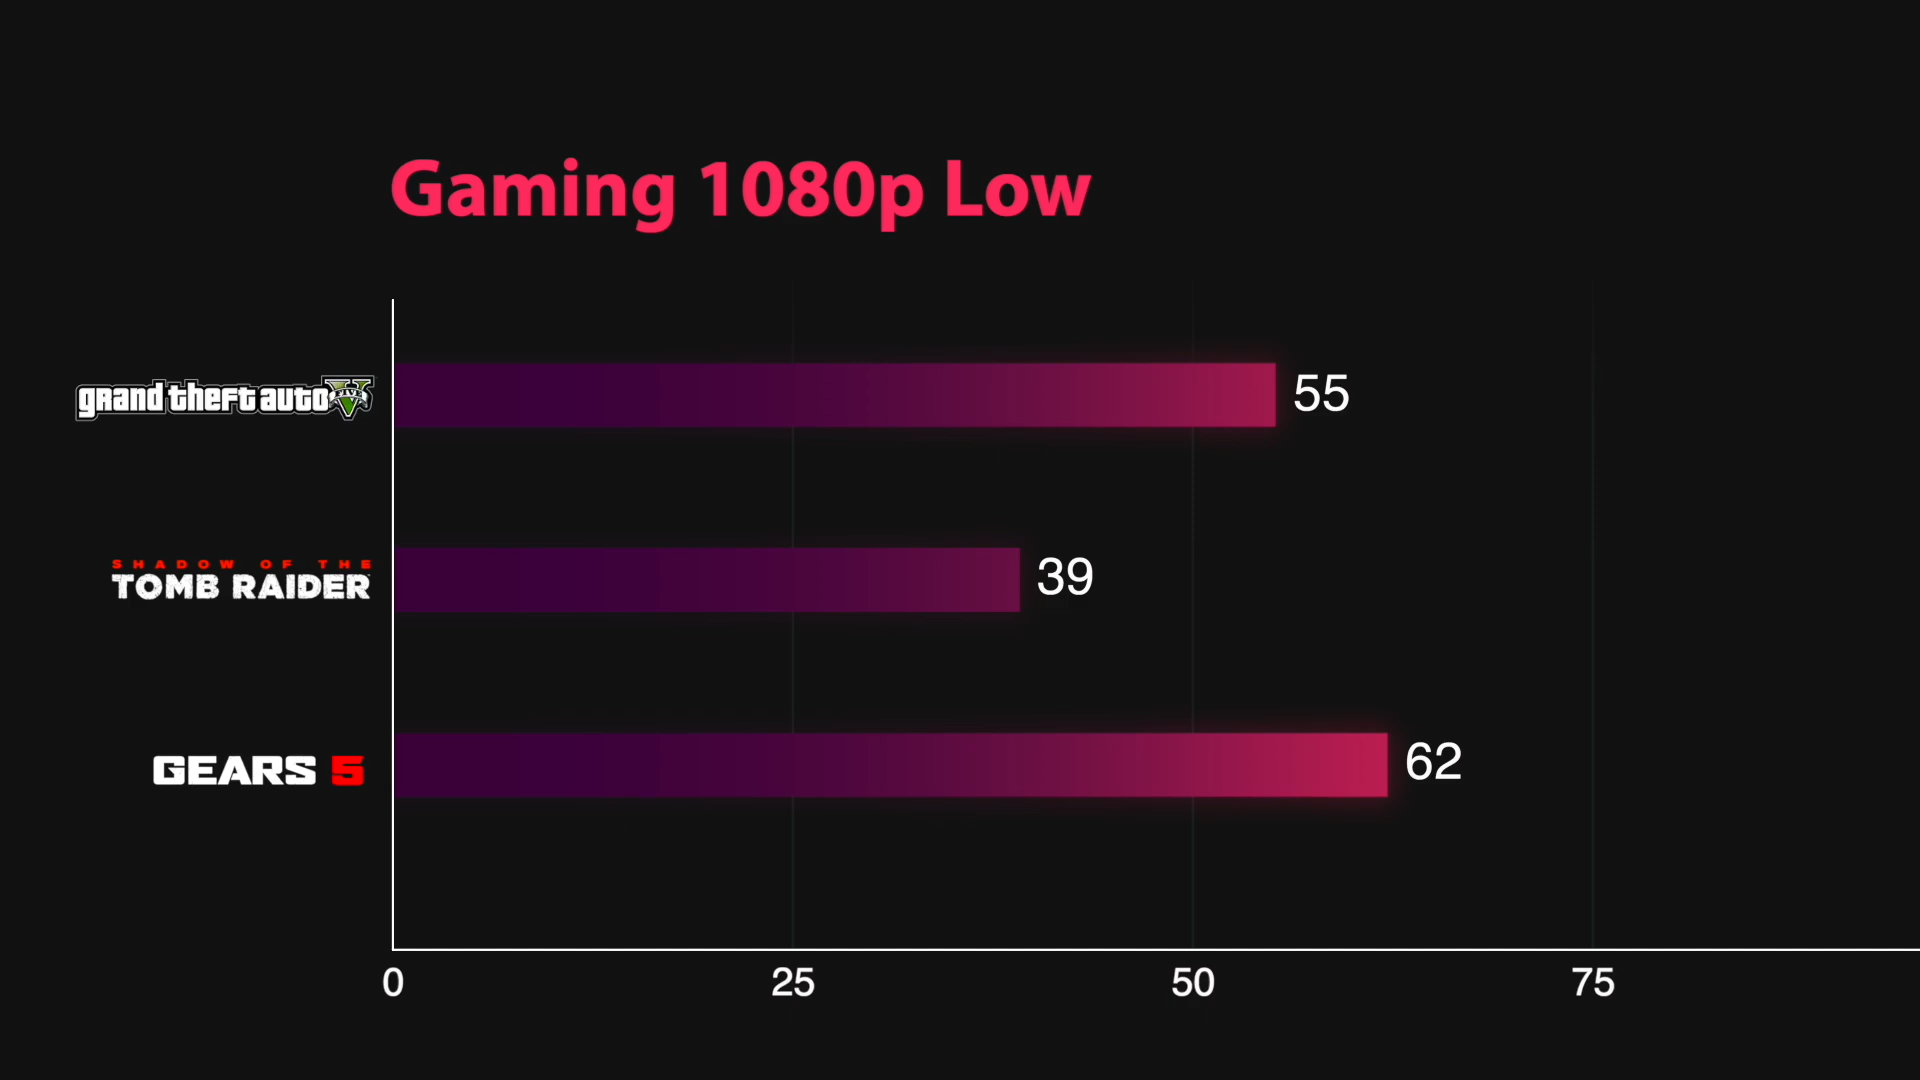 Gaming 1080p Low
grand theft auto V
FIVE
55
SHADOW OF THE
TOMB RAIDER
39
GEARS 5
62
0 25 50 75